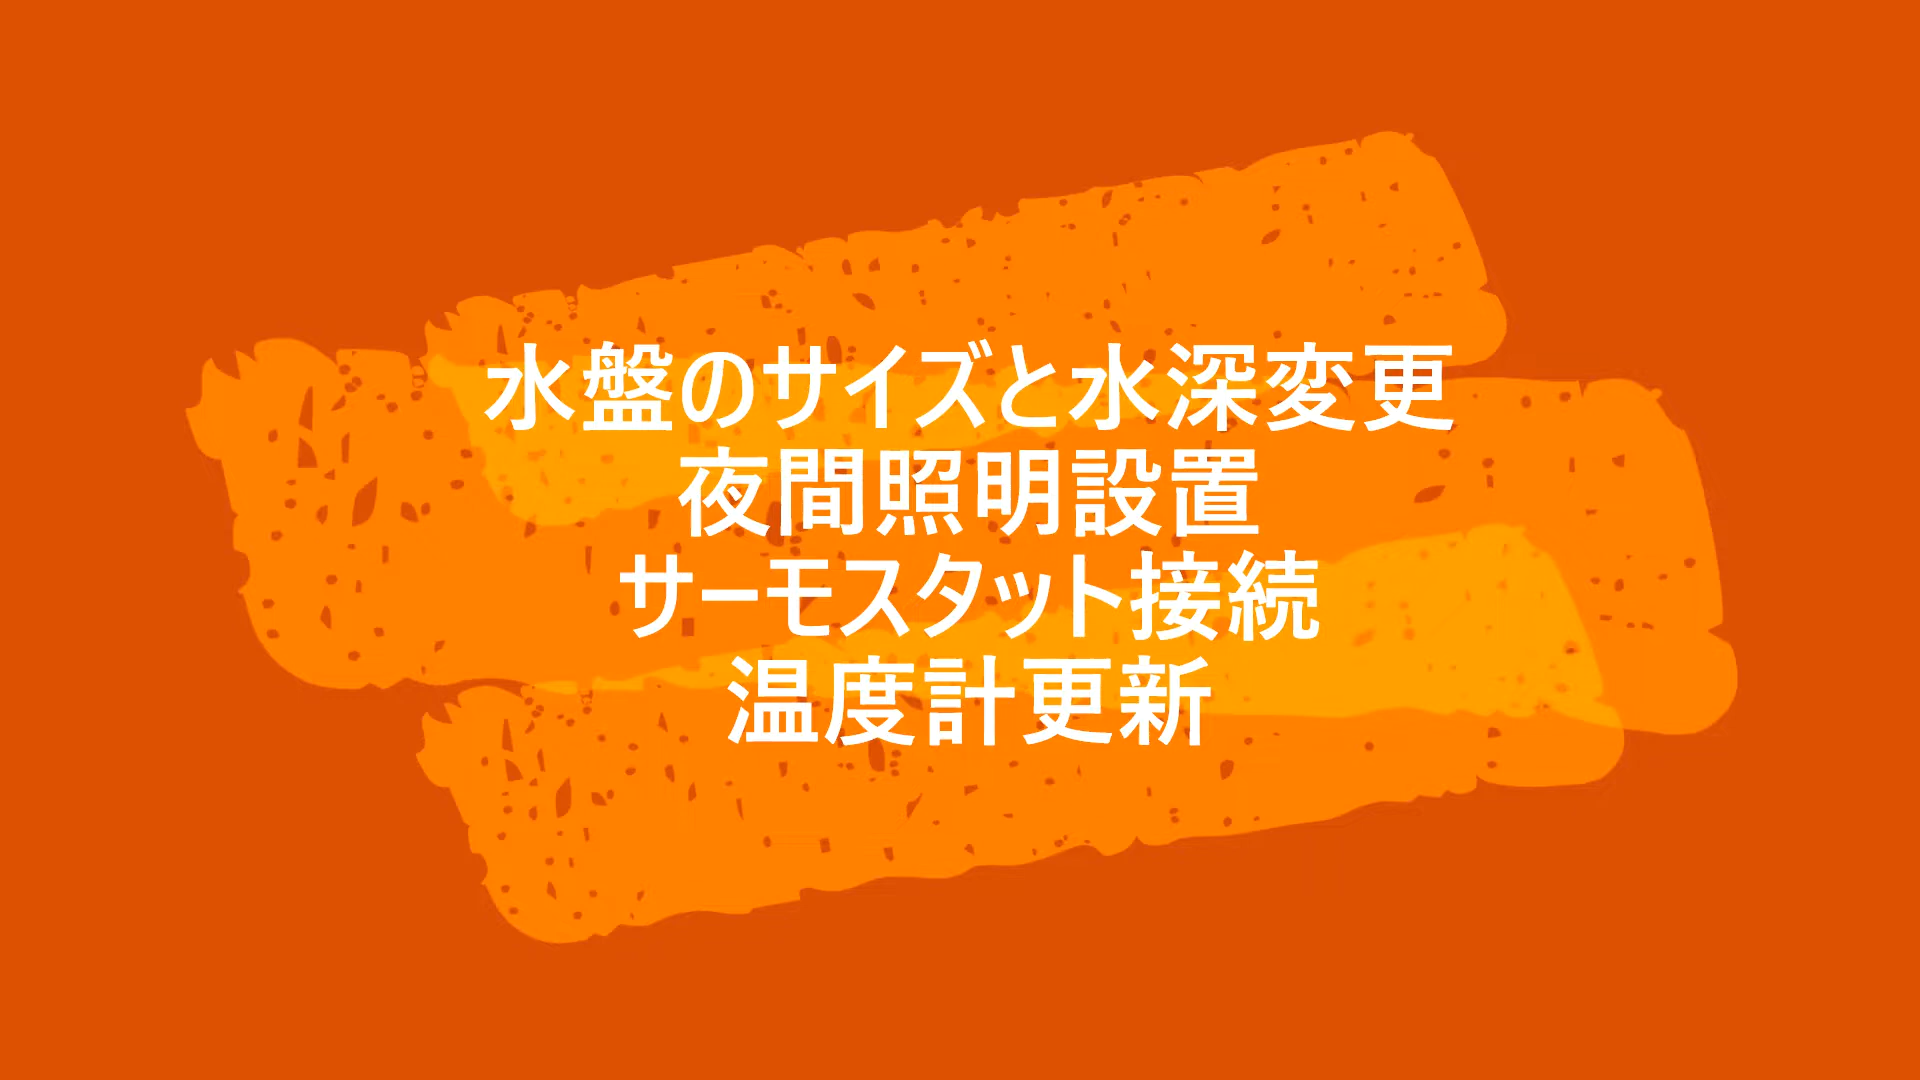 水盤のサイズと水深変更
夜間照明設置
サーモスタット接続
温度計更新